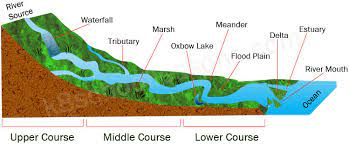 River
Source
Waterfall
Tributary
Marsh
Oxbow Lake
Meander
Flood Plain
Delta
Estuary
River Mouth
Ocean
Upper Course
Middle Course
Lower Course